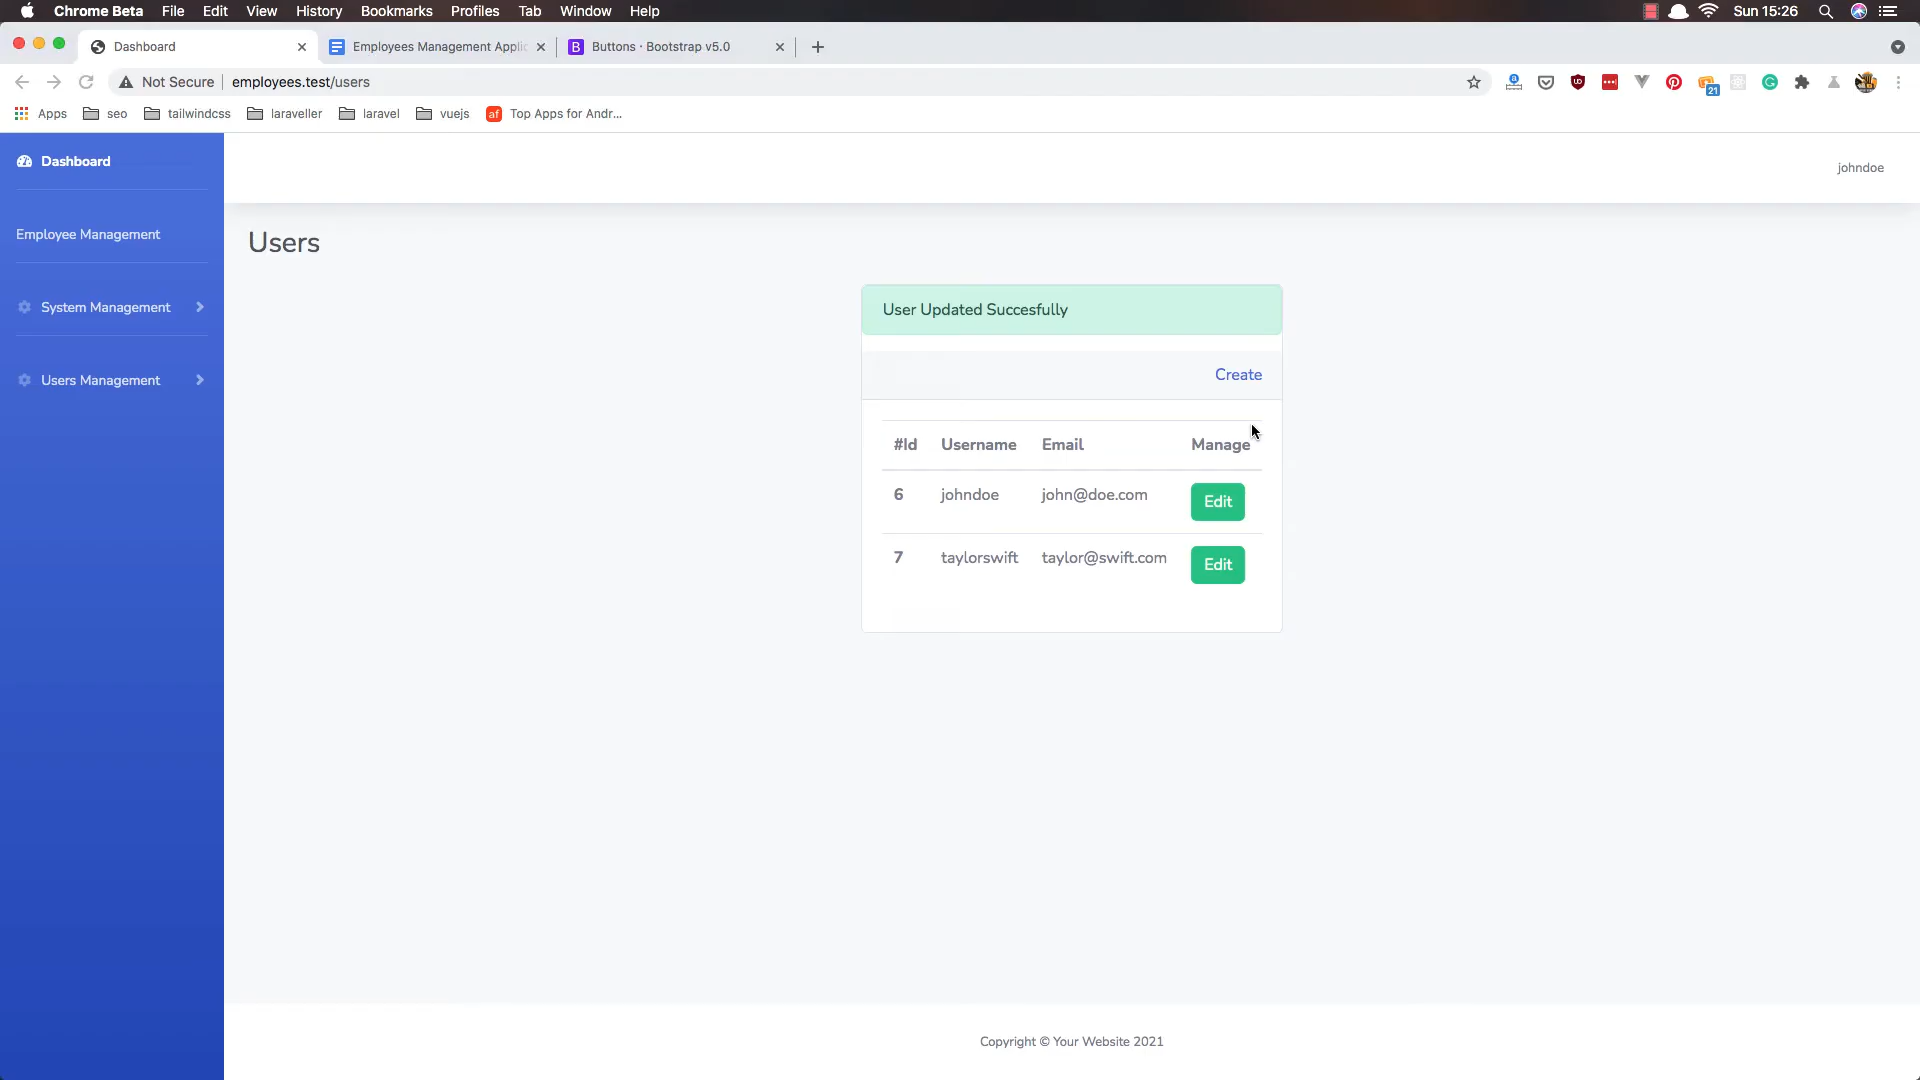 Chrome Beta File Edit View History Bookmarks Profiles Tab Window Help Sun 15:26
Dashboard Employees Management Applic B Buttons · Bootstrap v5.0
Not Secure employees.test/users 21
Apps seo tailwindcss laraveller laravel vuejs af Top Apps for Andr...
Dashboard
johndoe
Employee Management
Users
System Management
User Updated Succesfully
Users Management
Create
#Id Username Email Manage
6 johndoe john@doe.com Edit
7 taylorswift taylor@swift.com Edit
Copyright © Your Website 2021